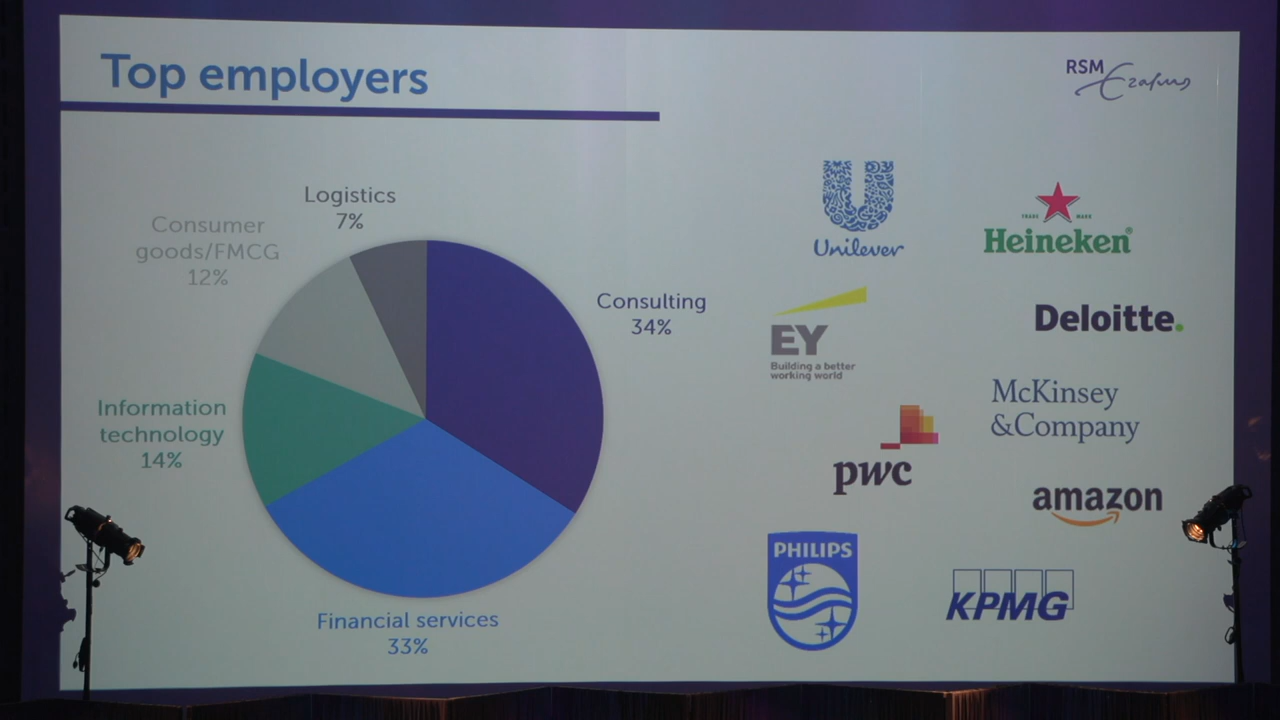 Top employers
RSM
Erasmus
Logistics
7%
Consumer
goods/FMCG
12%
Consulting
34%
Information
technology
14%
Financial services
33%
Unilever
TRADE MARK
Heineken®
EY
Building a better
working world
Deloitte.
McKinsey
&Company
pwc
amazon
PHILIPS
KPMG